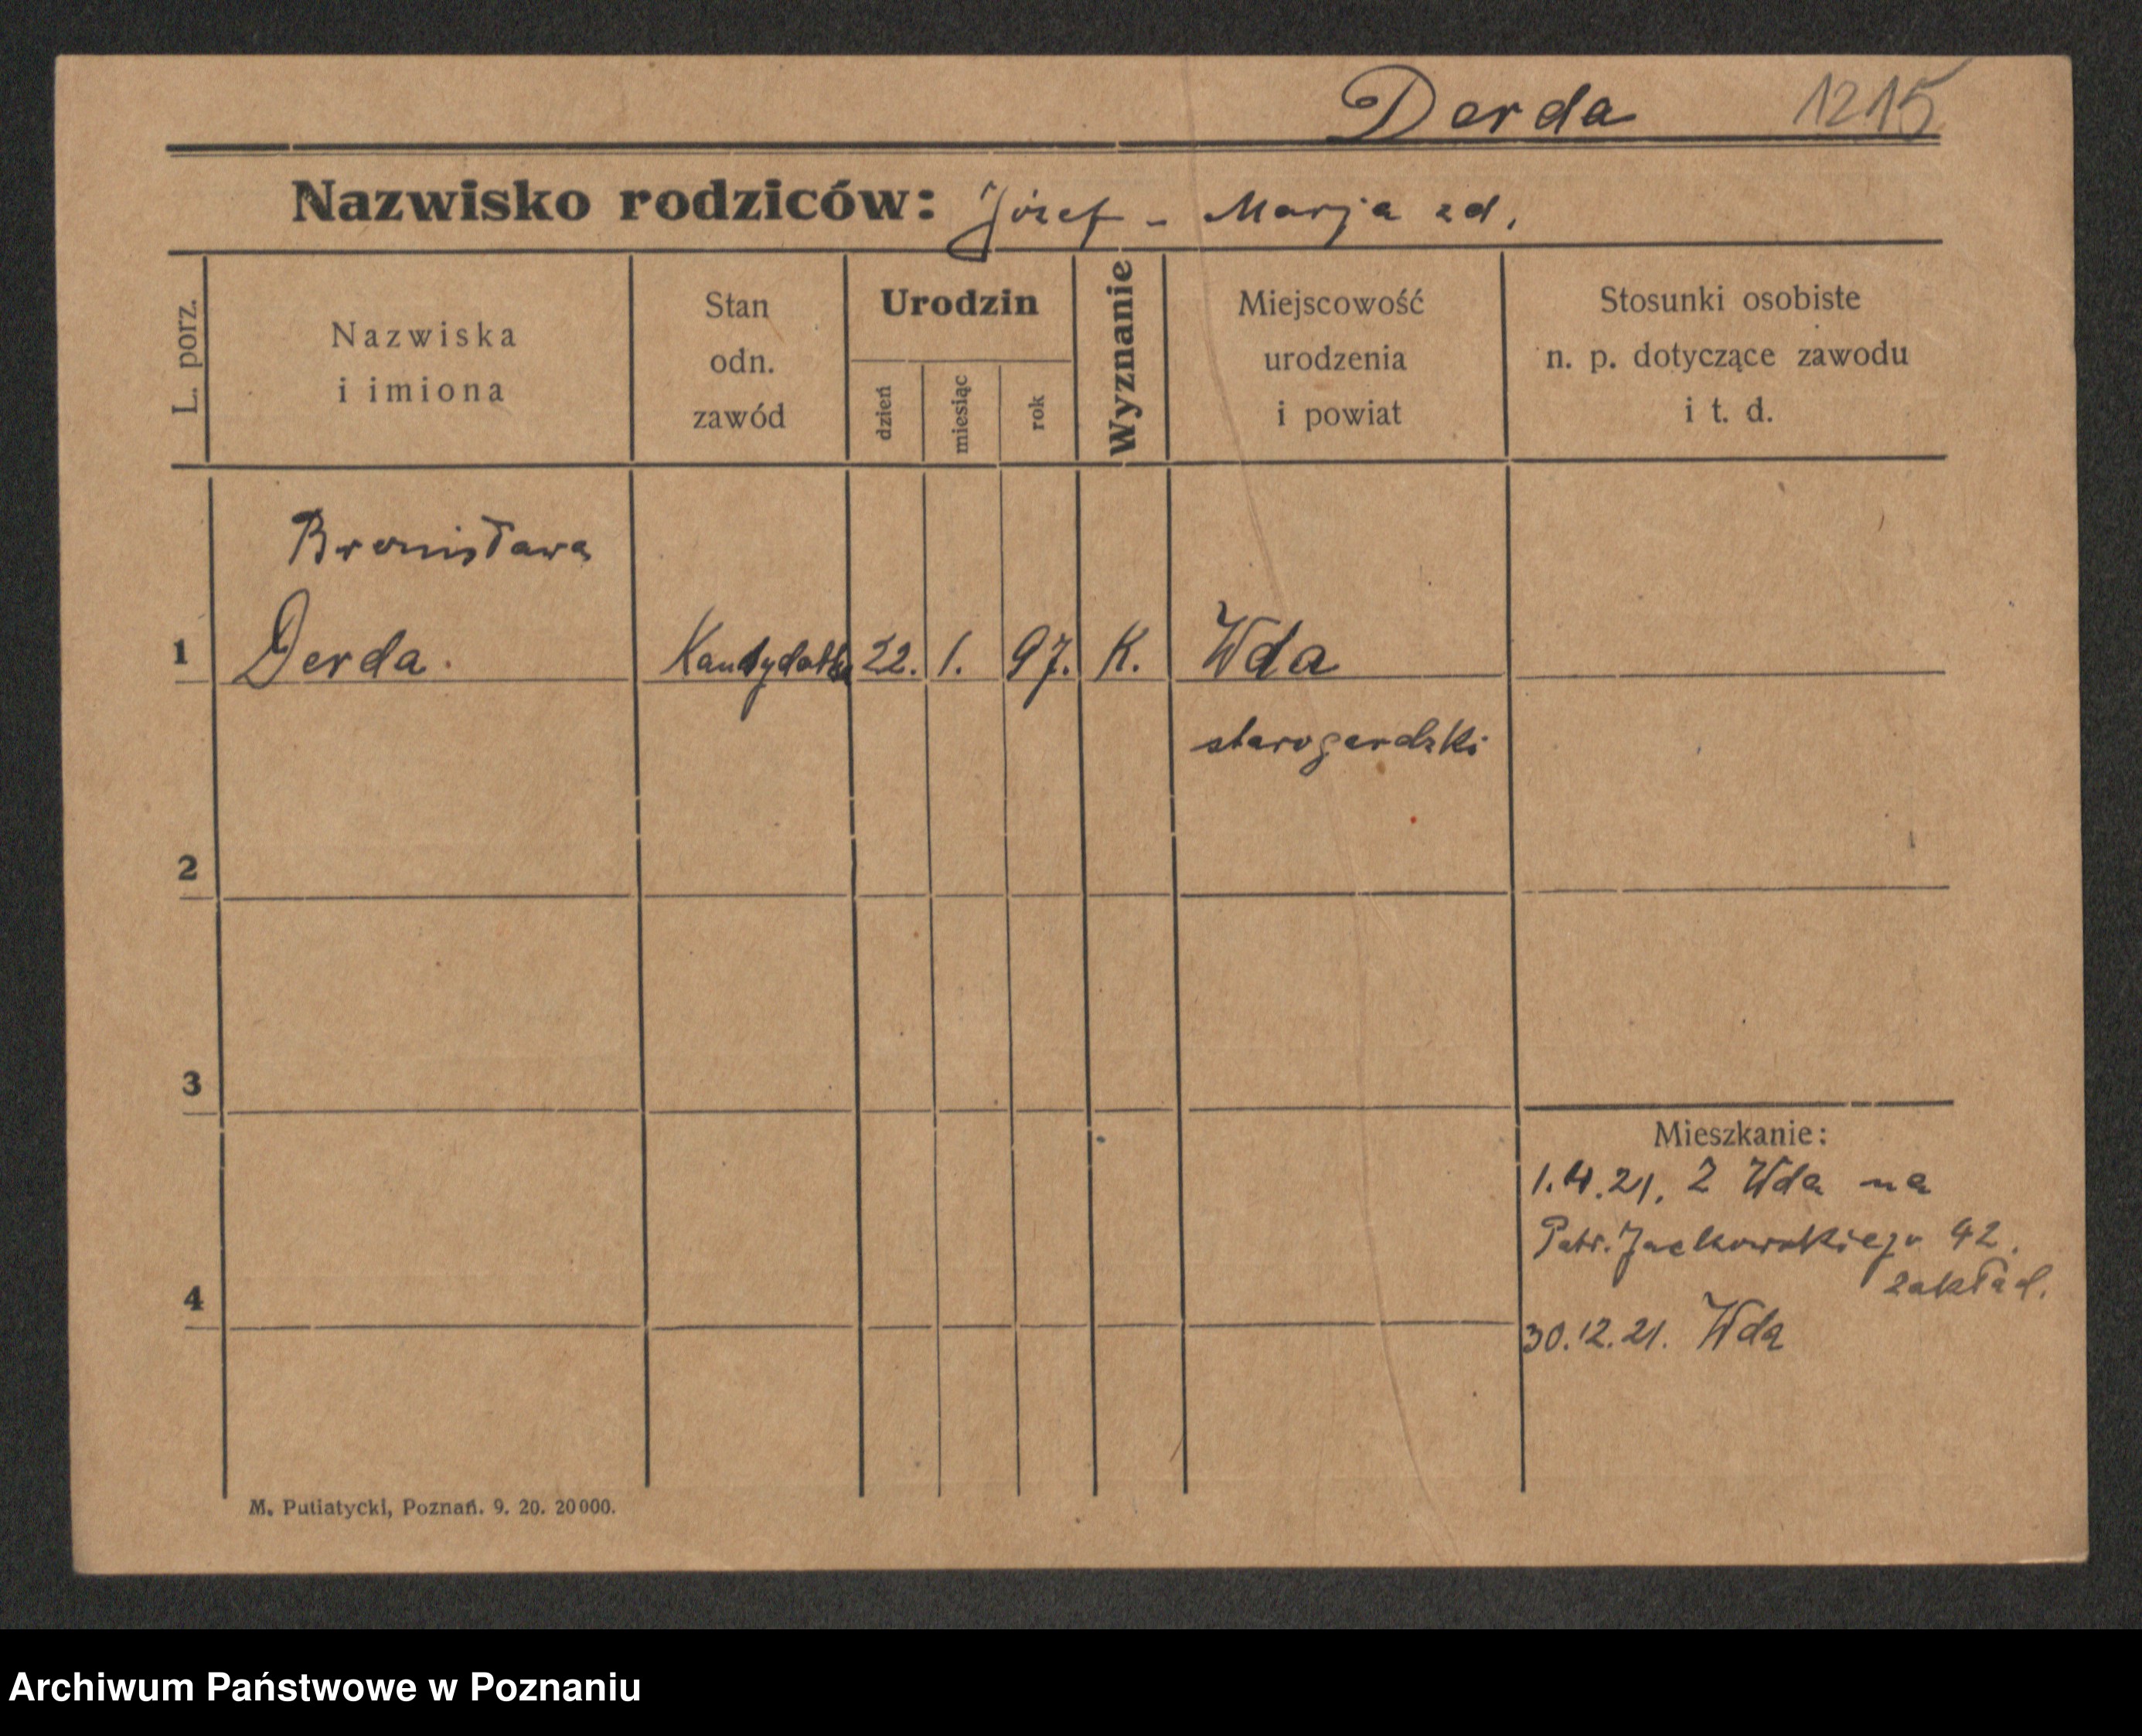 Derda 1215
Nazwisko rodziców: Józef - Marja zd.
L. porz.
Nazwiska
i imiona
Stan
odn.
zawód
Urodzin
dzień
miesiąc
rok
Wyznanie
Miejscowość
urodzenia
i powiat
Stosunki osobiste
n. p. dotyczące zawodu
i t. d.
Bronisława
1 Derda. Kandydatka 22. 1. 97. K. Wda
starogardzki
2
3
Mieszkanie:
1.4.21. Z Wda na
Patr. Jackowskiego 42.
zakład.
4
30.12.21. Wda
M. Putiatycki, Poznań. 9. 20. 20000.
Archiwum Państwowe w Poznaniu